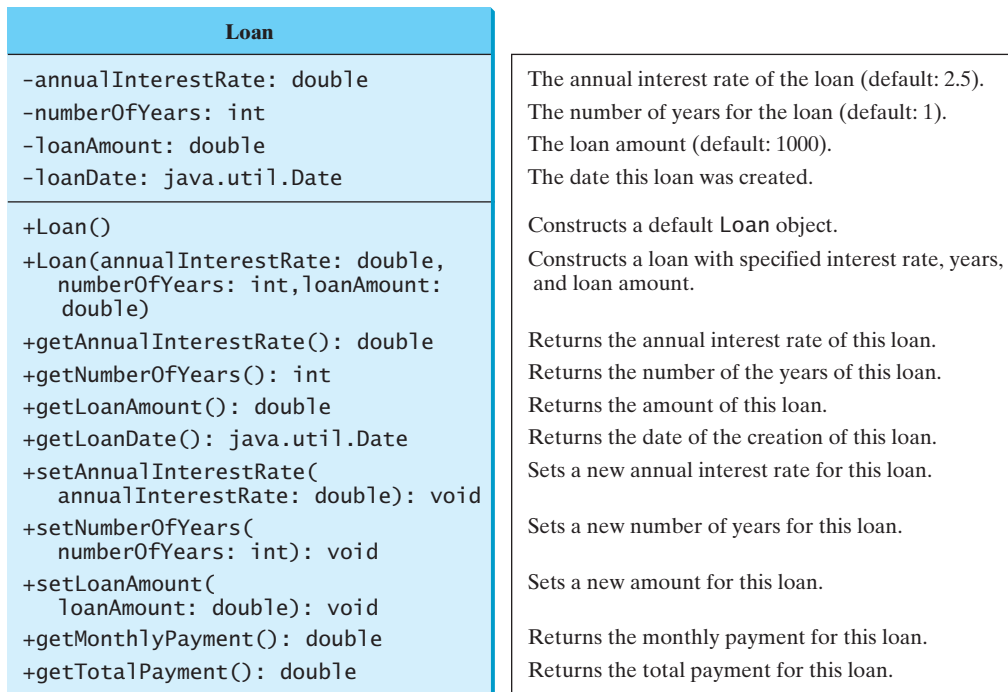 Loan
-annualInterestRate: double
-numberOfYears: int
-loanAmount: double
-loanDate: java.util.Date
+Loan()
+Loan(annualInterestRate: double,
numberOfYears: int,loanAmount:
double)
+getAnnualInterestRate(): double
+getNumberOfYears(): int
+getLoanAmount(): double
+getLoanDate(): java.util.Date
+setAnnualInterestRate(
annualInterestRate: double): void
+setNumberOfYears(
numberOfYears: int): void
+setLoanAmount(
loanAmount: double): void
+getMonthlyPayment(): double
+getTotalPayment(): double
The annual interest rate of the loan (default: 2.5).
The number of years for the loan (default: 1).
The loan amount (default: 1000).
The date this loan was created.
Constructs a default Loan object.
Constructs a loan with specified interest rate, years,
and loan amount.
Returns the annual interest rate of this loan.
Returns the number of the years of this loan.
Returns the amount of this loan.
Returns the date of the creation of this loan.
Sets a new annual interest rate for this loan.
Sets a new number of years for this loan.
Sets a new amount for this loan.
Returns the monthly payment for this loan.
Returns the total payment for this loan.